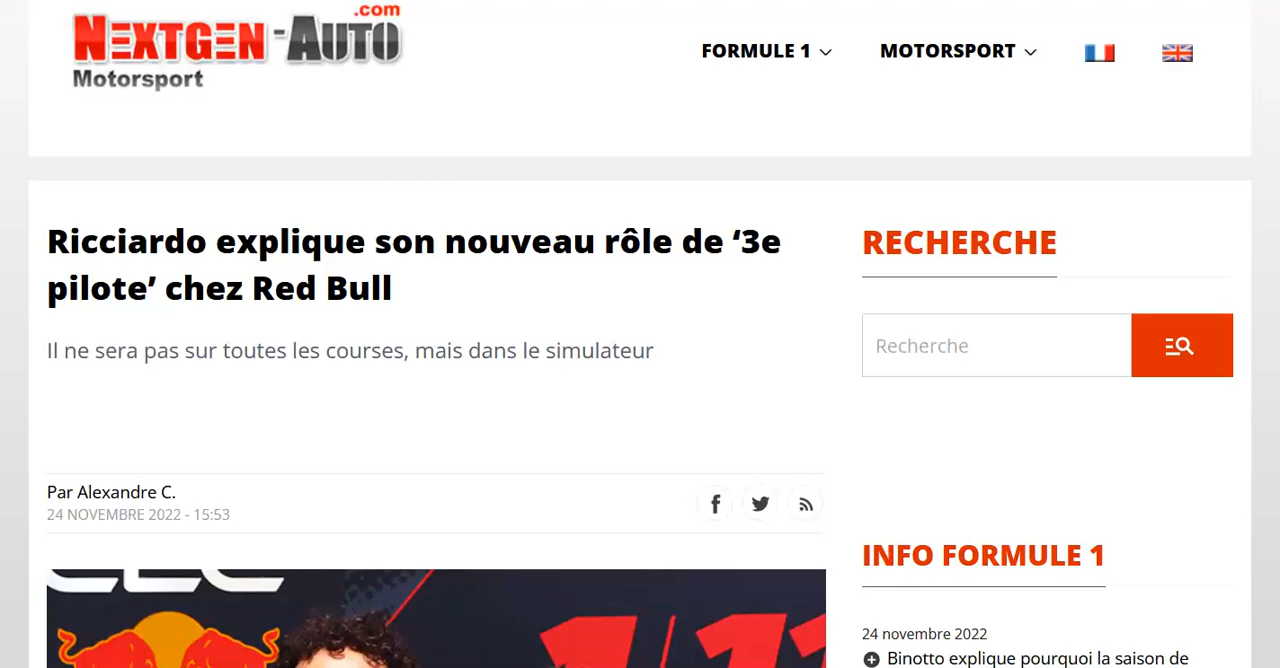 .com
NEXTGEN-AUTO
Motorsport
FORMULE 1
MOTORSPORT
Ricciardo explique son nouveau rôle de ‘3e
pilote’ chez Red Bull
Il ne sera pas sur toutes les courses, mais dans le simulateur
Par Alexandre C.
24 NOVEMBRE 2022 - 15:53
RECHERCHE
Recherche
INFO FORMULE 1
24 novembre 2022
Binotto explique pourquoi la saison de